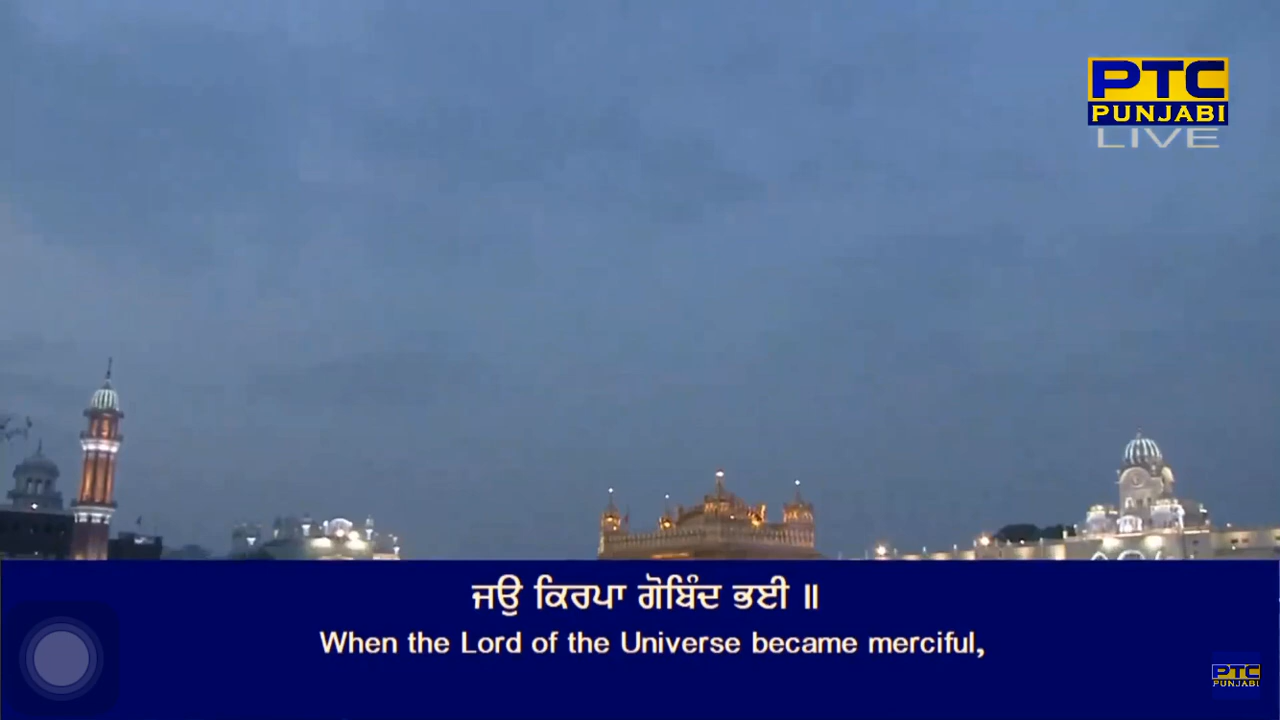 PTC
PUNJABI
LIVE
ਜਉ ਕਿਰਪਾ ਗੋਬਿੰਦ ਭਈ ॥
When the Lord of the Universe became merciful,
PTC
PUNJABI